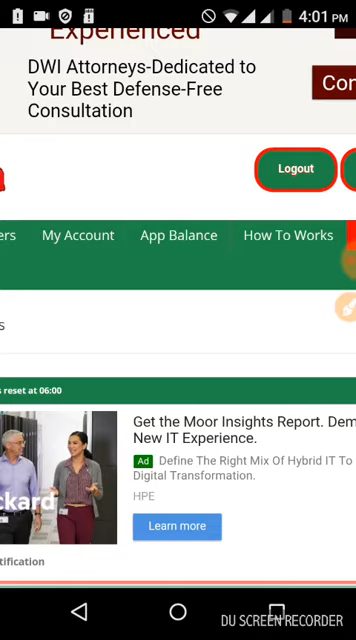 4:01 PM
Experienced
DWI Attorneys-Dedicated to
Your Best Defense-Free
Consultation
Con
Logout
ers
My Account
App Balance
How To Works
s
s reset at 06:00
Get the Moor Insights Report. Dem
New IT Experience.
Ad Define The Right Mix Of Hybrid IT To
Digital Transformation.
HPE
Learn more
ckard
tification
DU SCREEN RECORDER